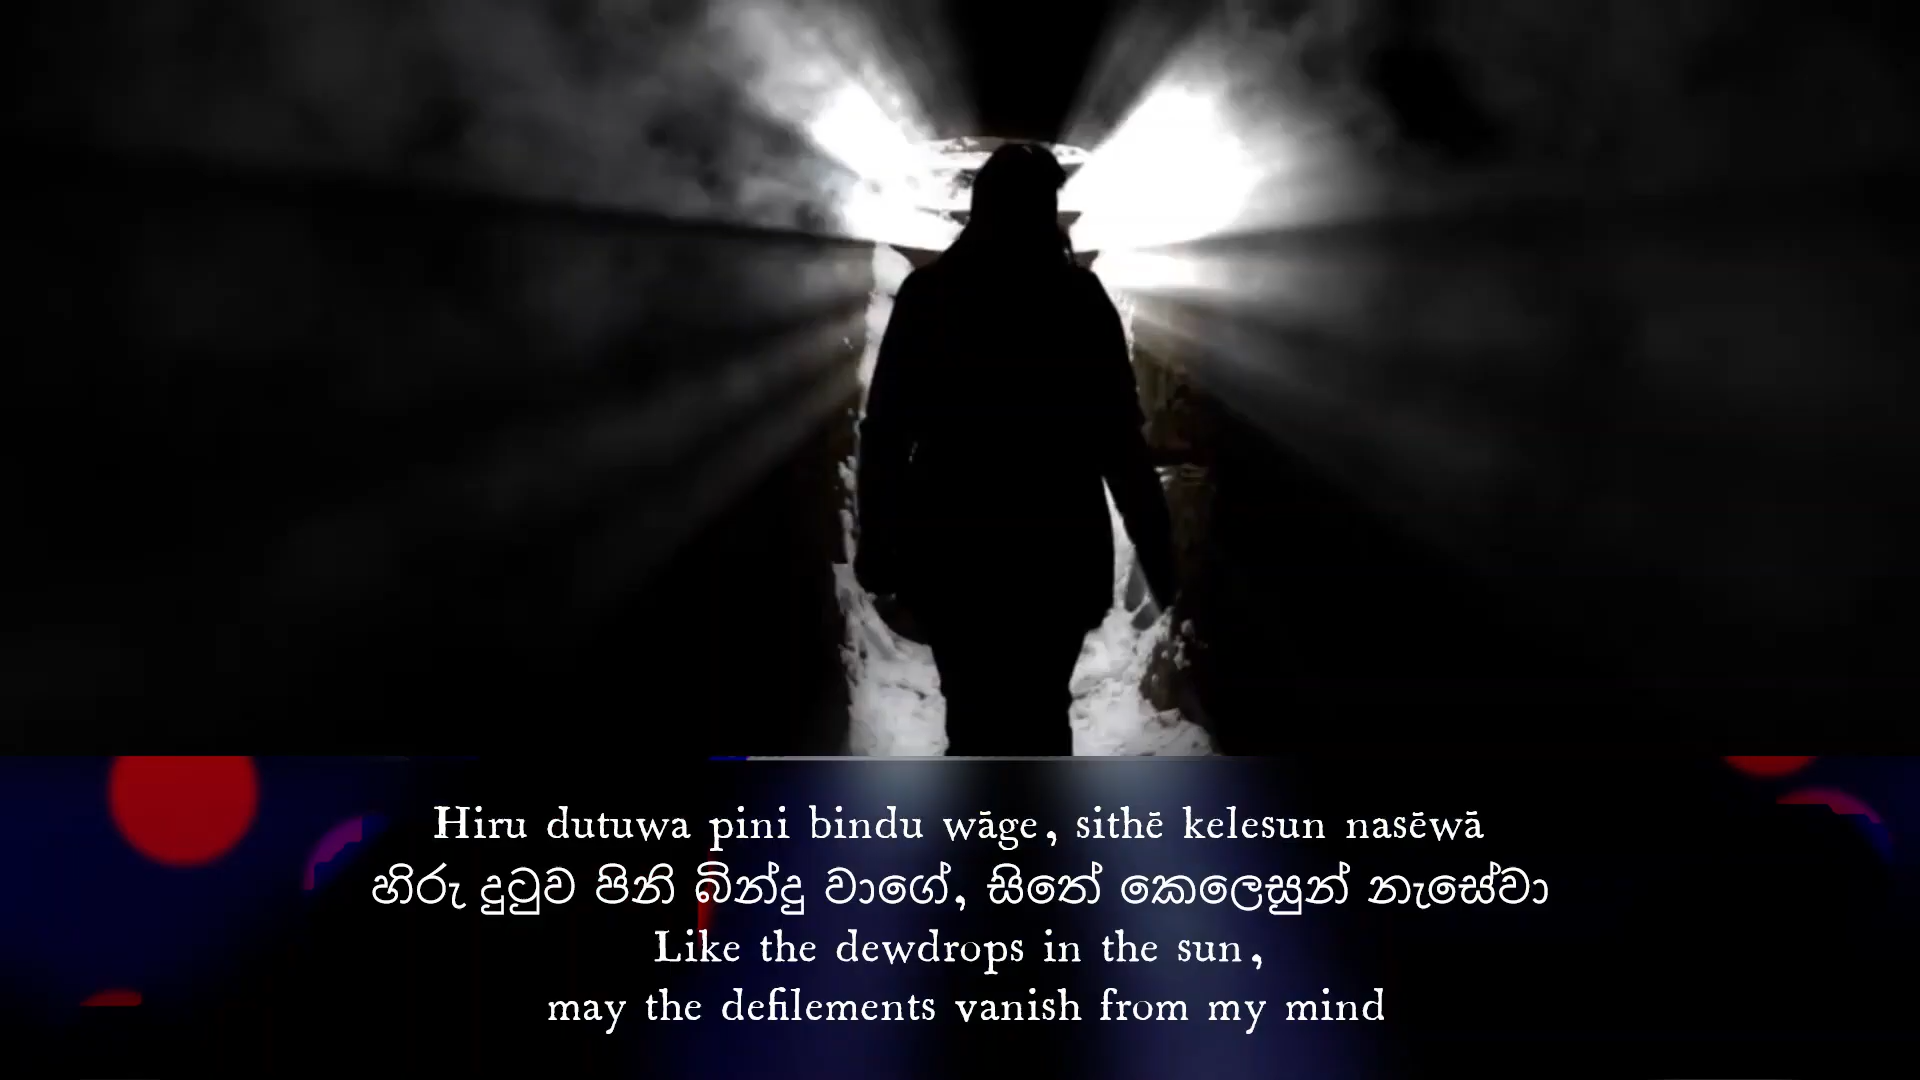 Hiru dutuwa pini bindu wāge, sithē kelesun nasēwā
හිරු දුටුව පිනි බින්දු වාගේ, සිතේ කෙලෙසුන් නැසේවා
Like the dewdrops in the sun,
may the defilements vanish from my mind